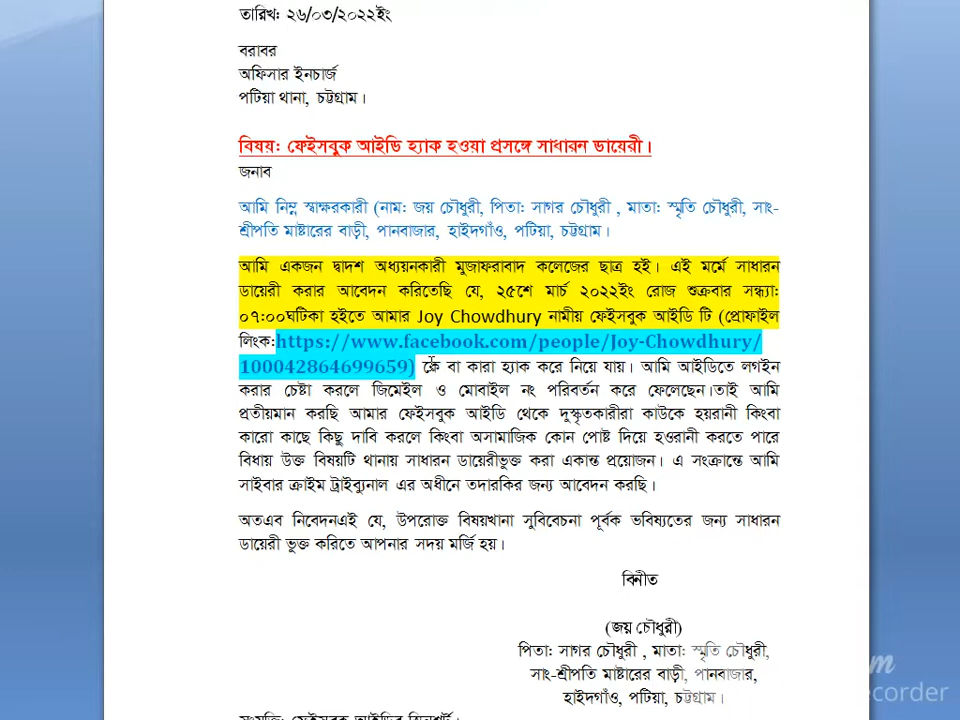 তারিখ: ২৬/০৩/২০২২ইং
বরাবর
অফিসার ইনচার্জ
পটিয়া থানা, চট্টগ্রাম।
বিষয়: ফেইসবুক আইডি হ্যাক হওয়া প্রসঙ্গে সাধারন ডায়েরী।
জনাব
আমি নিম্ন স্বাক্ষরকারী (নাম: জয় চৌধুরী, পিতা: সাগর চৌধুরী , মাতা: স্মৃতি চৌধুরী, সাং-
শ্রীপতি মাষ্টারের বাড়ী, পানবাজার, হাইদগাঁও, পটিয়া, চট্টগ্রাম।
আমি একজন দ্বাদশ অধ্যয়নকারী মুজাফরাবাদ কলেজের ছাত্র হই। এই মর্মে সাধারন
ডায়েরী করার আবেদন করিতেছি যে, ২৫শে মার্চ ২০২২ইং রোজ শুক্রবার সন্ধ্যা:
০৭:০০ঘটিকা হইতে আমার Joy Chowdhury নামীয় ফেইসবুক আইডি টি (প্রোফাইল
লিংক:https://www.facebook.com/people/Joy-Chowdhury/
100042864699659) কে বা কারা হ্যাক করে নিয়ে যায়। আমি আইডিতে লগইন
করার চেষ্টা করলে জিমেইল ও মোবাইল নং পরিবর্তন করে ফেলেছেন।তাই আমি
প্রতীয়মান করছি আমার ফেইসবুক আইডি থেকে দুস্কৃতকারীরা কাউকে হয়রানী কিংবা
কারো কাছে কিছু দাবি করলে কিংবা অসামাজিক কোন পোষ্ট দিয়ে হওরানী করতে পারে
বিধায় উক্ত বিষয়টি থানায় সাধারন ডায়েরীভুক্ত করা একান্ত প্রয়োজন। এ সংক্রান্তে আমি
সাইবার ক্রাইম ট্রাইব্যুনাল এর অধীনে তদারকির জন্য আবেদন করছি।
অতএব নিবেদনএই যে, উপরোক্ত বিষয়খানা সুবিবেচনা পূর্বক ভবিষ্যতের জন্য সাধারন
ডায়েরী ভুক্ত করিতে আপনার সদয় মর্জি হয়।
বিনীত
(জয় চৌধুরী)
পিতা: সাগর চৌধুরী , মাতা: স্মৃতি চৌধুরী,
সাং-শ্রীপতি মাষ্টারের বাড়ী, পানবাজার,
হাইদগাঁও, পটিয়া, চট্টগ্রাম।
ফেইসবুক আইডির